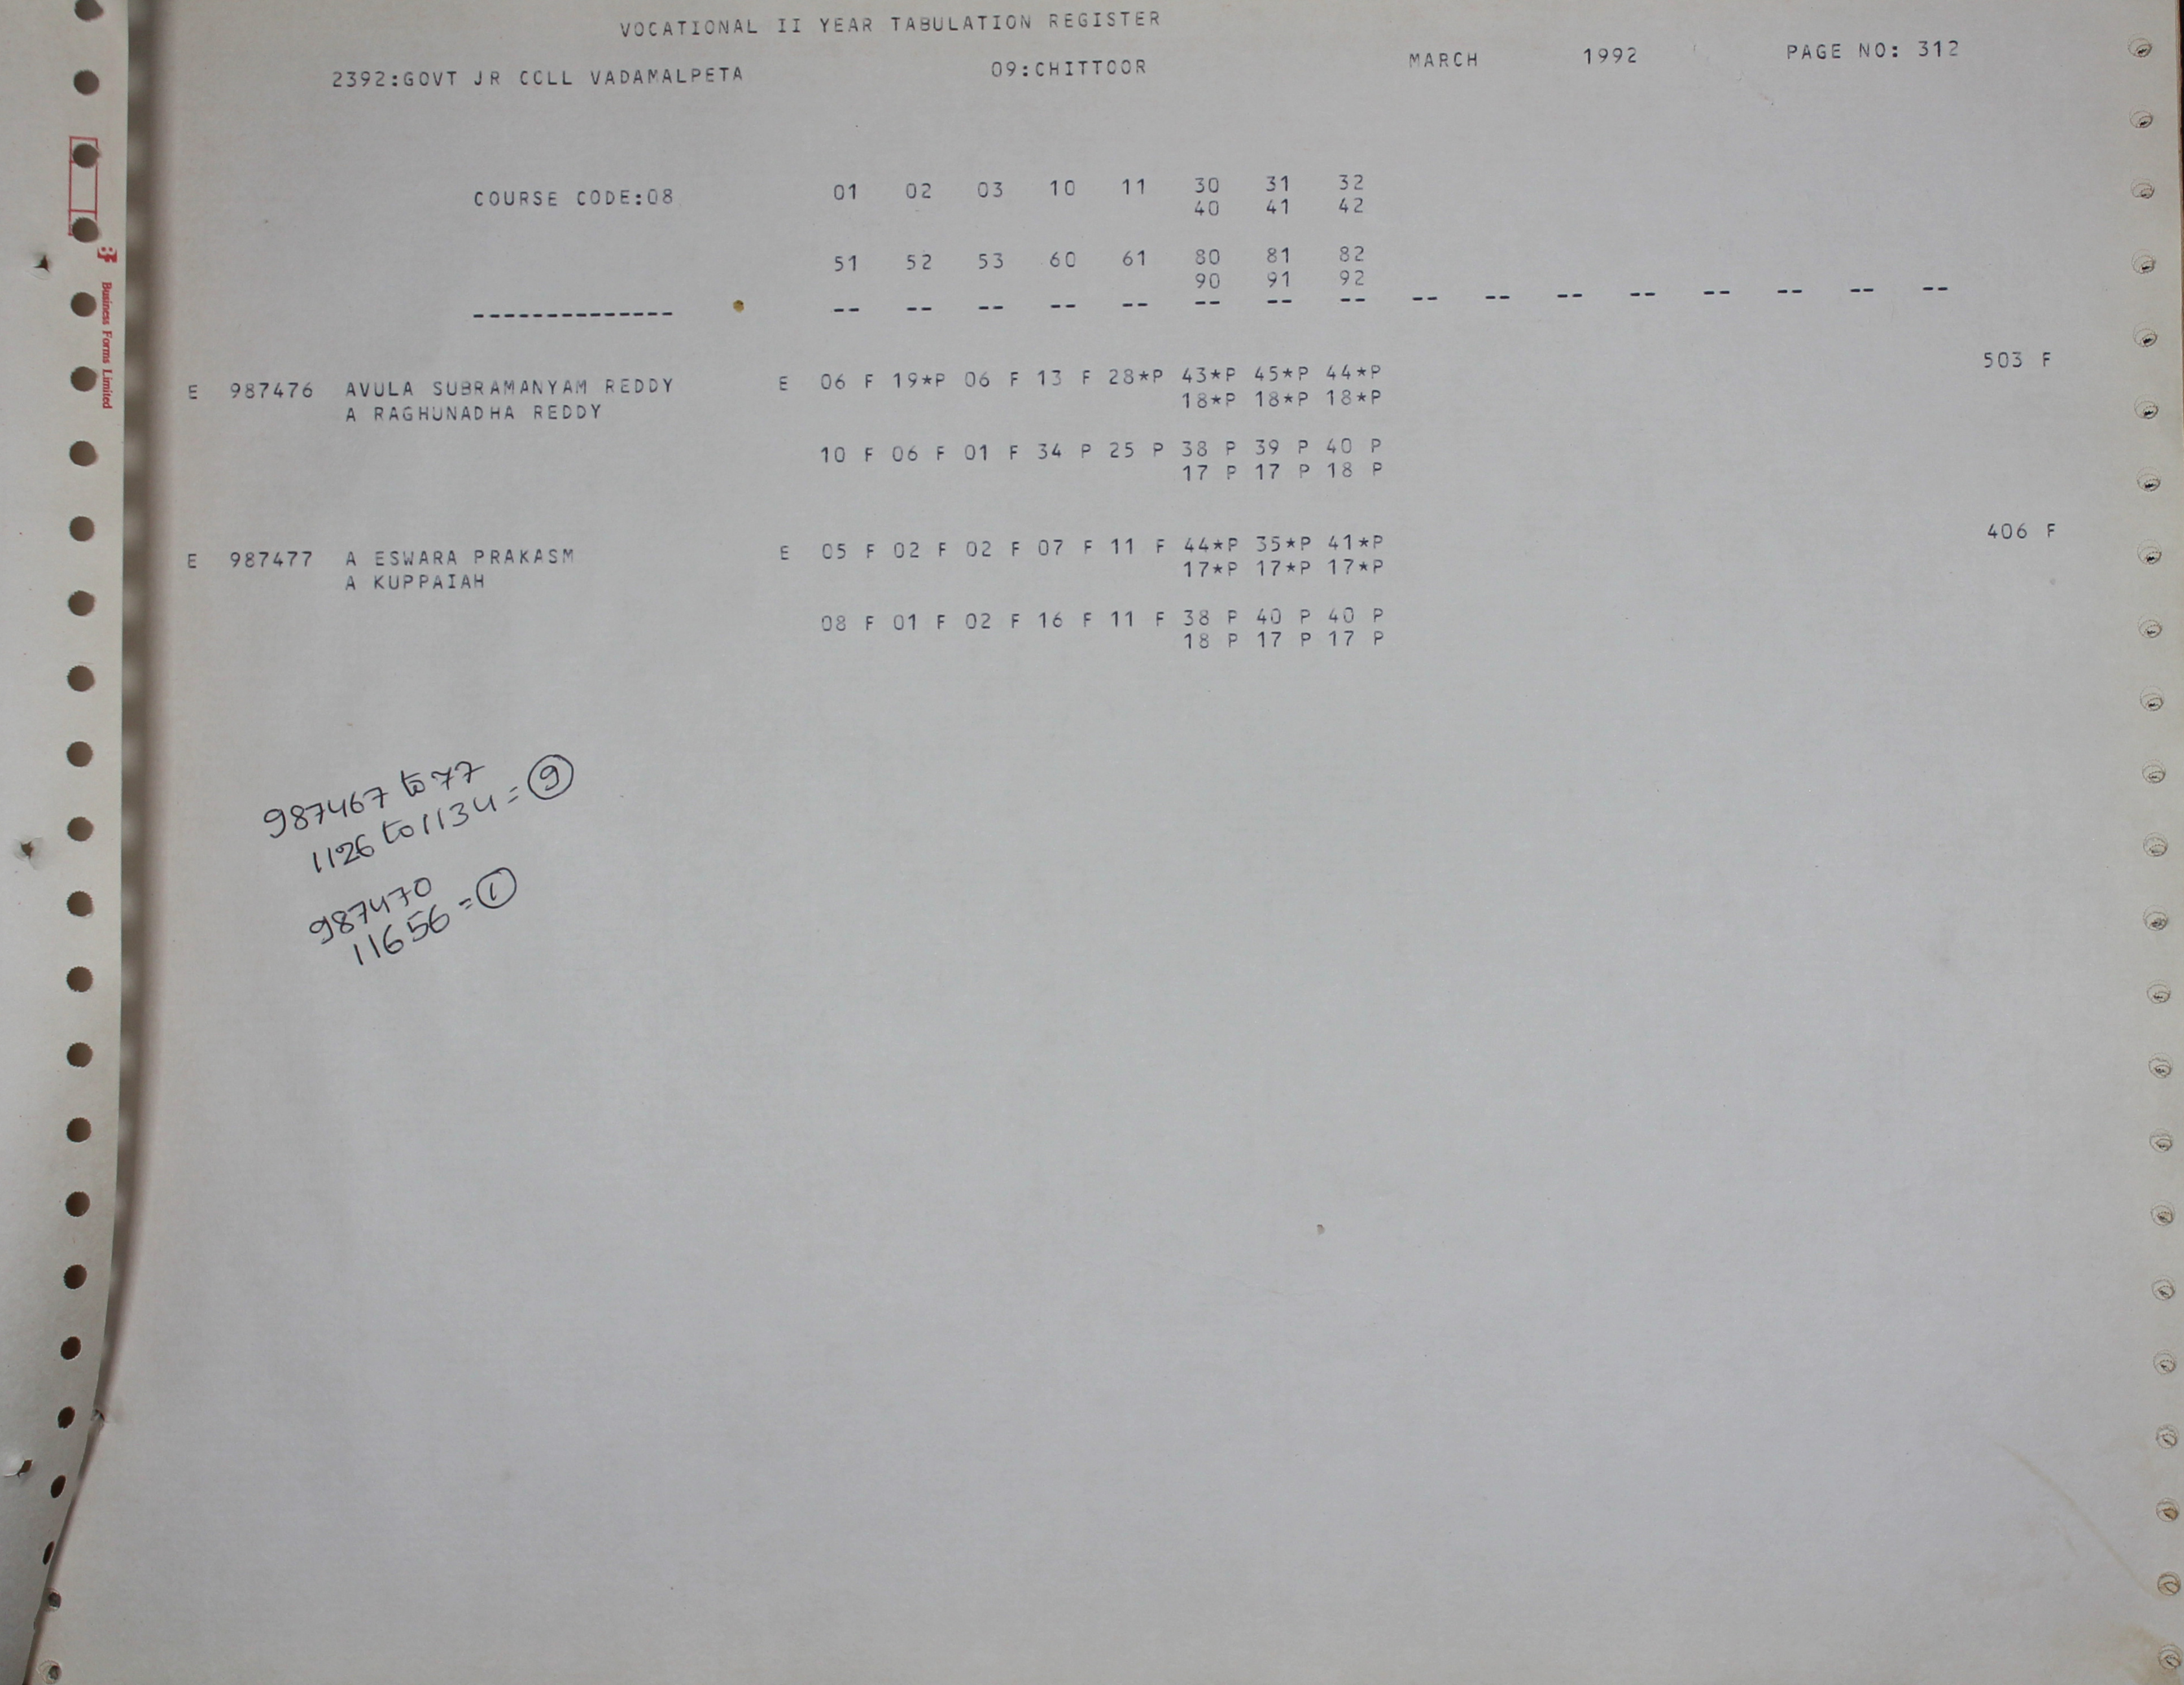 VOCATIONAL II YEAR TABULATION REGISTER
2392:GOVT JR CCLL VADAMALPETA 09:CHITTOOR MARCH 1992 PAGE NO: 312
COURSE CODE:08 01 02 03 10 11 30 31 32
40 41 42
51 52 53 60 61 80 81 82
90 91 92
-------------- -- -- -- -- -- -- -- -- -- -- -- -- -- -- -- --
E 987476 AVULA SUBRAMANYAM REDDY E 06 F 19*P 06 F 13 F 28*P 43*P 45*P 44*P 503 F
A RAGHUNADHA REDDY 18*P 18*P 18*P
10 F 06 F 01 F 34 P 25 P 38 P 39 P 40 P
17 P 17 P 18 P
E 987477 A ESWARA PRAKASM E 05 F 02 F 02 F 07 F 11 F 44*P 35*P 41*P 406 F
A KUPPAIAH 17*P 17*P 17*P
08 F 01 F 02 F 16 F 11 F 38 P 40 P 40 P
18 P 17 P 17 P
987467 to 77
1126 to 1134 = 9
987470
11656 = 1
Business Forms Limited